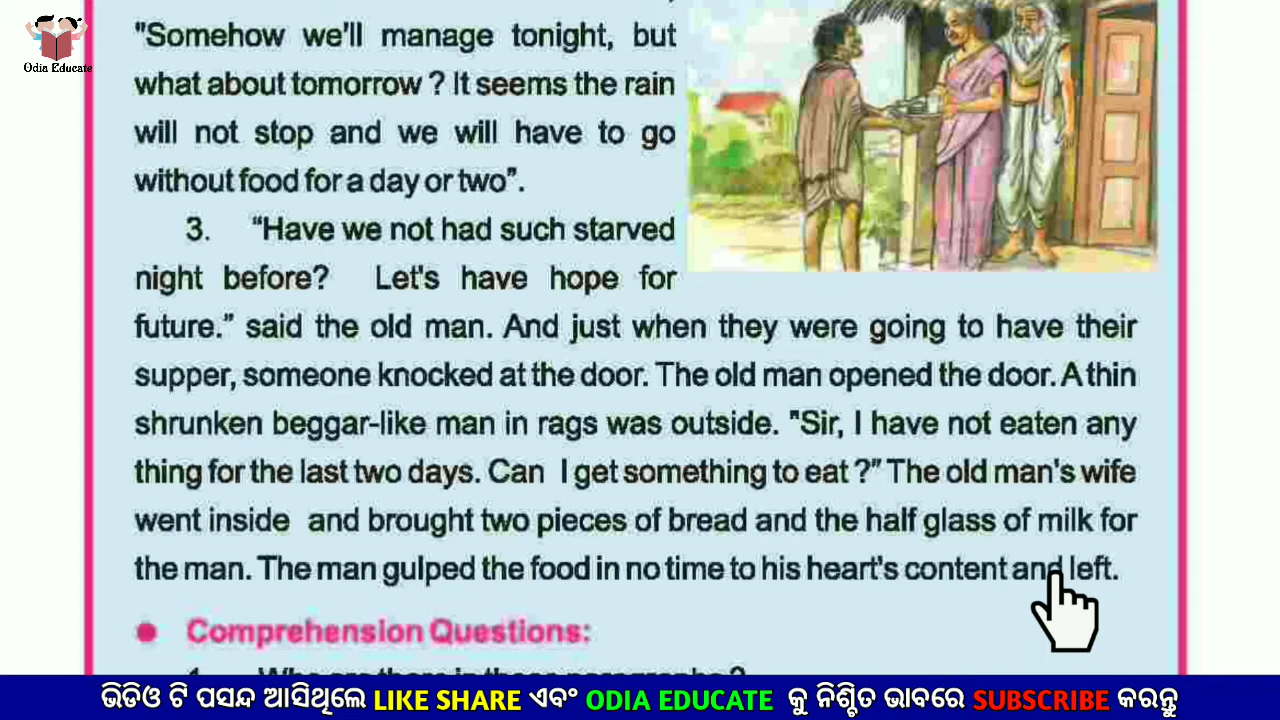 Odia Educate
"Somehow we'll manage tonight, but
what about tomorrow ? It seems the rain
will not stop and we will have to go
without food for a day or two".
3. "Have we not had such starved
night before? Let's have hope for
future." said the old man. And just when they were going to have their
supper, someone knocked at the door. The old man opened the door. A thin
shrunken beggar-like man in rags was outside. "Sir, I have not eaten any
thing for the last two days. Can I get something to eat ?" The old man's wife
went inside and brought two pieces of bread and the half glass of milk for
the man. The man gulped the food in no time to his heart's content and left.
Comprehension Questions:
1. Who are there in these paragraphs ?
ଭିଡିଓ ଟି ପସନ୍ଦ ଆସିଥିଲେ LIKE SHARE ଏବଂ ODIA EDUCATE କୁ ନିଶ୍ଚିତ ଭାବରେ SUBSCRIBE କରନ୍ତୁ